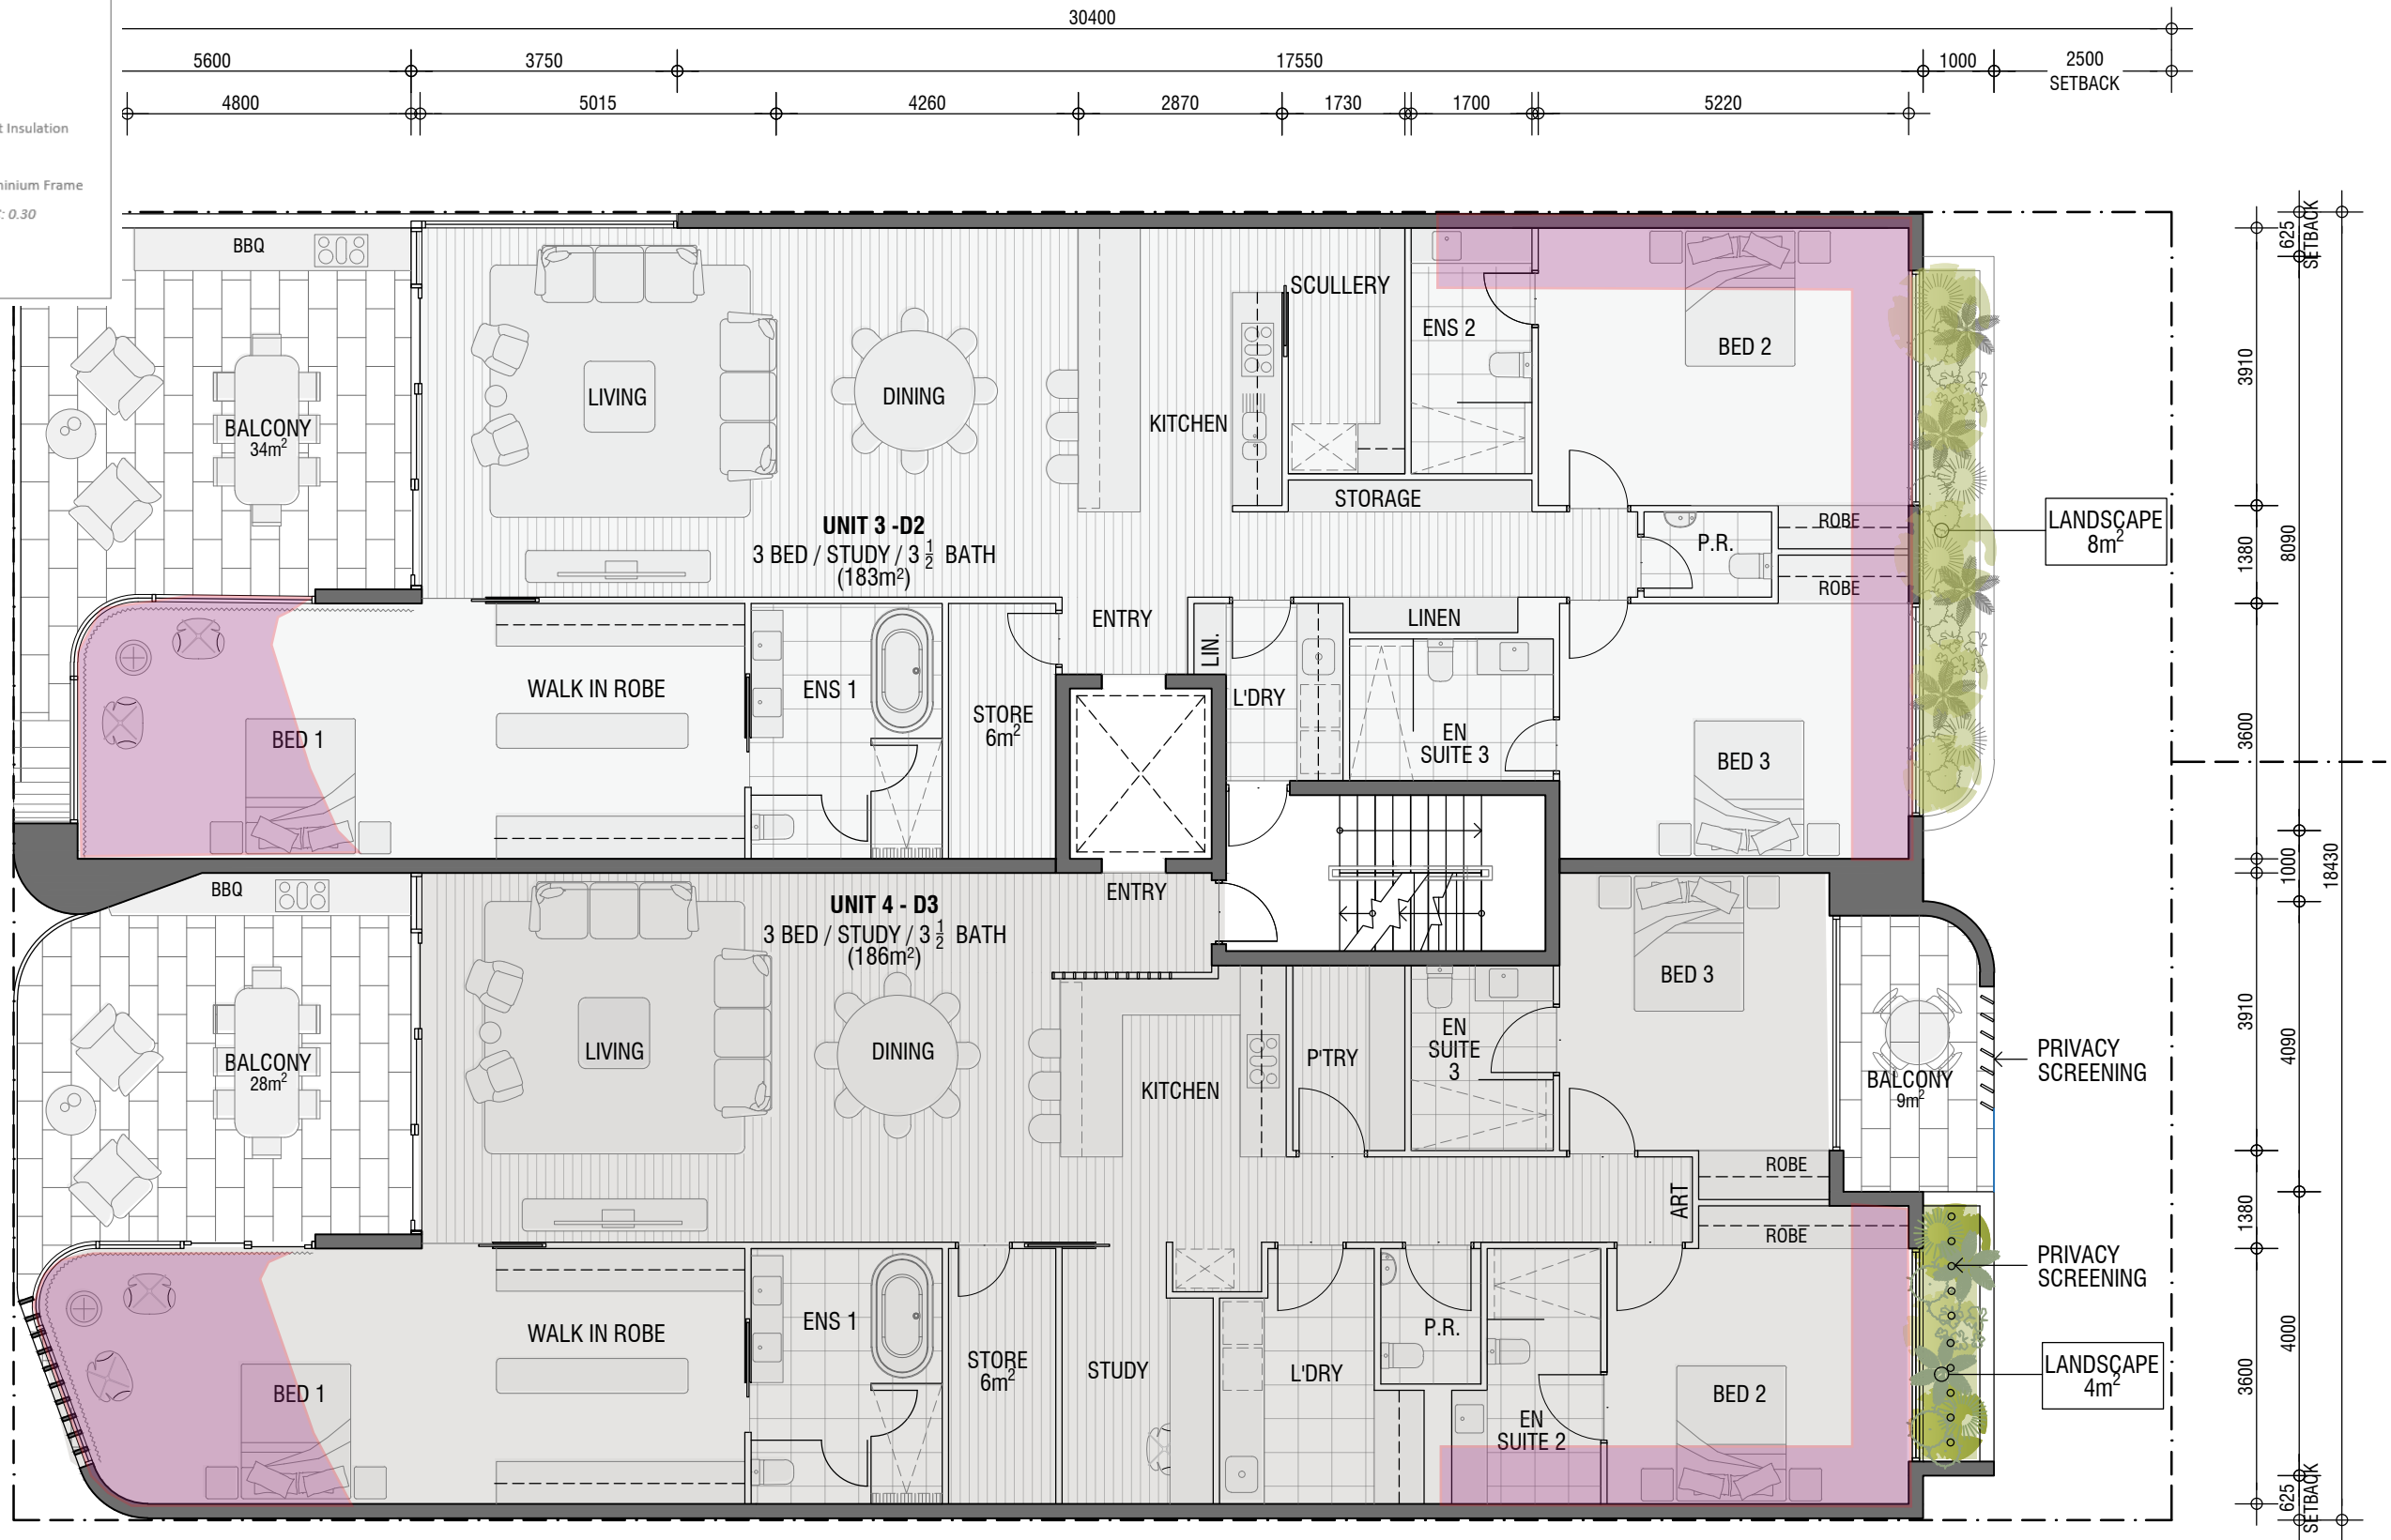 30400
5600
3750
17550
1000
2500
SETBACK
4800
5015
4260
2870
1730
1700
5220
t Insulation
inium Frame
: 0.30
BBQ
BALCONY
34m²
LIVING
DINING
KITCHEN
SCULLERY
ENS 2
BED 2
STORAGE
UNIT 3 -D2
3 BED / STUDY / 3 ½ BATH
(183m²)
P.R.
ROBE
ROBE
LANDSCAPE
8m²
ENTRY
LIN.
LINEN
BED 1
WALK IN ROBE
ENS 1
STORE
6m²
L'DRY
EN
SUITE 3
BED 3
BBQ
ENTRY
UNIT 4 - D3
3 BED / STUDY / 3 ½ BATH
(186m²)
BALCONY
28m²
LIVING
DINING
KITCHEN
P'TRY
EN
SUITE
3
BED 3
BALCONY
9m²
PRIVACY
SCREENING
ROBE
ART
ROBE
PRIVACY
SCREENING
BED 1
WALK IN ROBE
ENS 1
STORE
6m²
STUDY
L'DRY
P.R.
EN
SUITE 2
BED 2
LANDSCAPE
4m²
625
SETBACK
3910
1380
8090
3600
1000
18430
3910
4090
1380
4000
3600
625
SETBACK